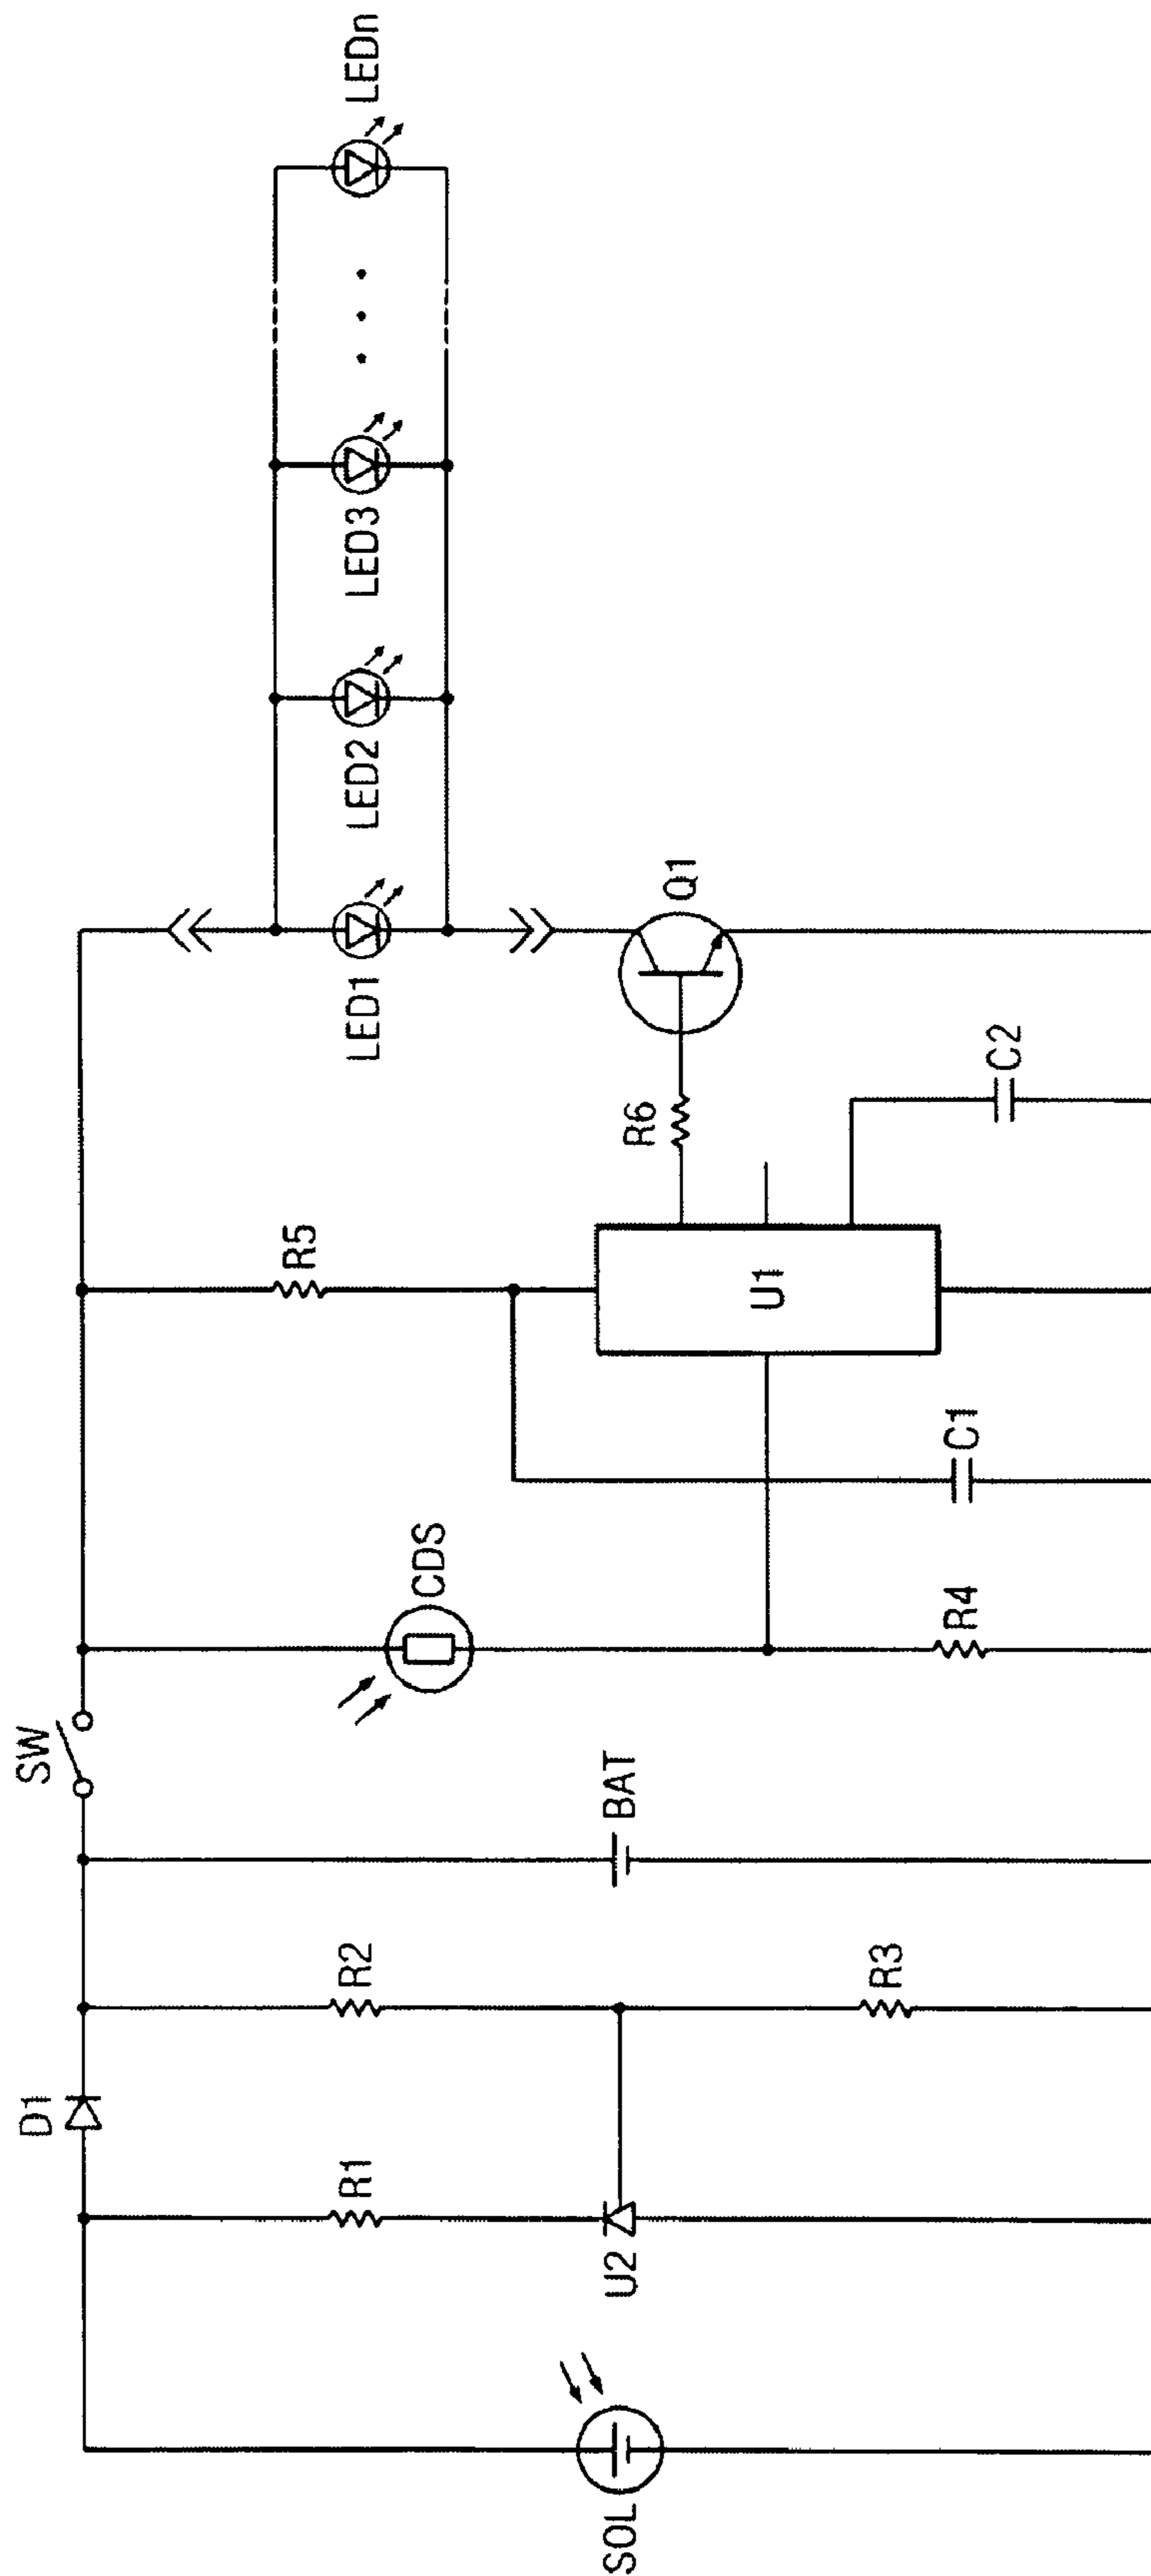 SOL
U2
R1
D1
R2
R3
BAT
SW
CDS
R4
C1
R5
U1
R6
C2
Q1
LED1
LED2
LED3
LEDn